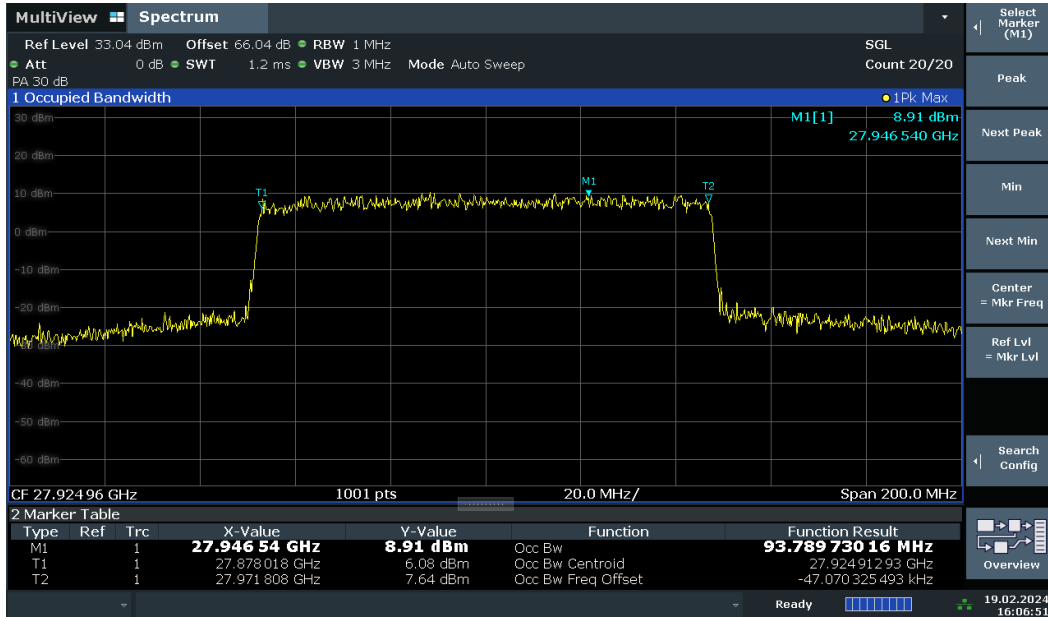 MultiView Spectrum
Ref Level 33.04 dBm Offset 66.04 dB RBW 1 MHz SGL
Att 0 dB SWT 1.2 ms VBW 3 MHz Mode Auto Sweep Count 20/20
PA 30 dB
1 Occupied Bandwidth 1Pk Max
30 dBm
M1[1] 8.91 dBm
27.946 540 GHz
20 dBm
10 dBm
T1
M1
T2
0 dBm
-10 dBm
-20 dBm
-30 dBm
-40 dBm
-50 dBm
-60 dBm
CF 27.92496 GHz 1001 pts 20.0 MHz/ Span 200.0 MHz
2 Marker Table
Type Ref Trc X-Value Y-Value Function Function Result
M1 1 27.946 54 GHz 8.91 dBm Occ Bw 93.789 730 16 MHz
T1 1 27.878 018 GHz 6.08 dBm Occ Bw Centroid 27.924 912 93 GHz
T2 1 27.971 808 GHz 7.64 dBm Occ Bw Freq Offset -47.070 325 493 kHz
Ready
19.02.2024
16:06:51
Select
Marker
(M1)
Peak
Next Peak
Min
Next Min
Center
= Mkr Freq
Ref Lvl
= Mkr Lvl
Search
Config
Overview